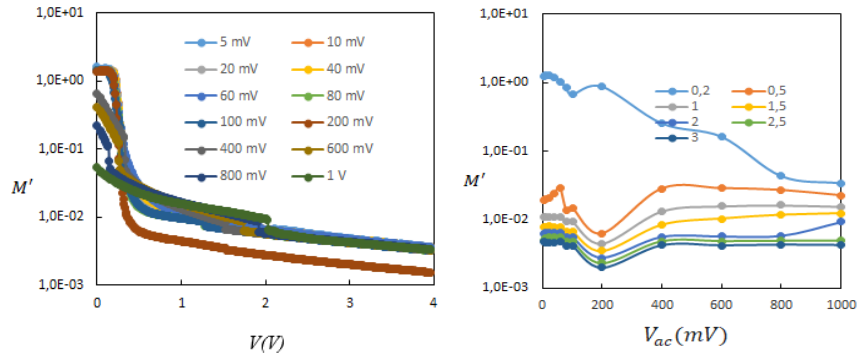 1,0E+01
1,0E+00
1,0E-01
1,0E-02
1,0E-03
M′
5 mV 10 mV
20 mV 40 mV
60 mV 80 mV
100 mV 200 mV
400 mV 600 mV
800 mV 1 V
0 1 2 3 4
V(V)
1,0E+01
1,0E+00
1,0E-01
1,0E-02
1,0E-03
M′
0,2 0,5
1 1,5
2 2,5
3
0 200 400 600 800 1000
V_ac(mV)